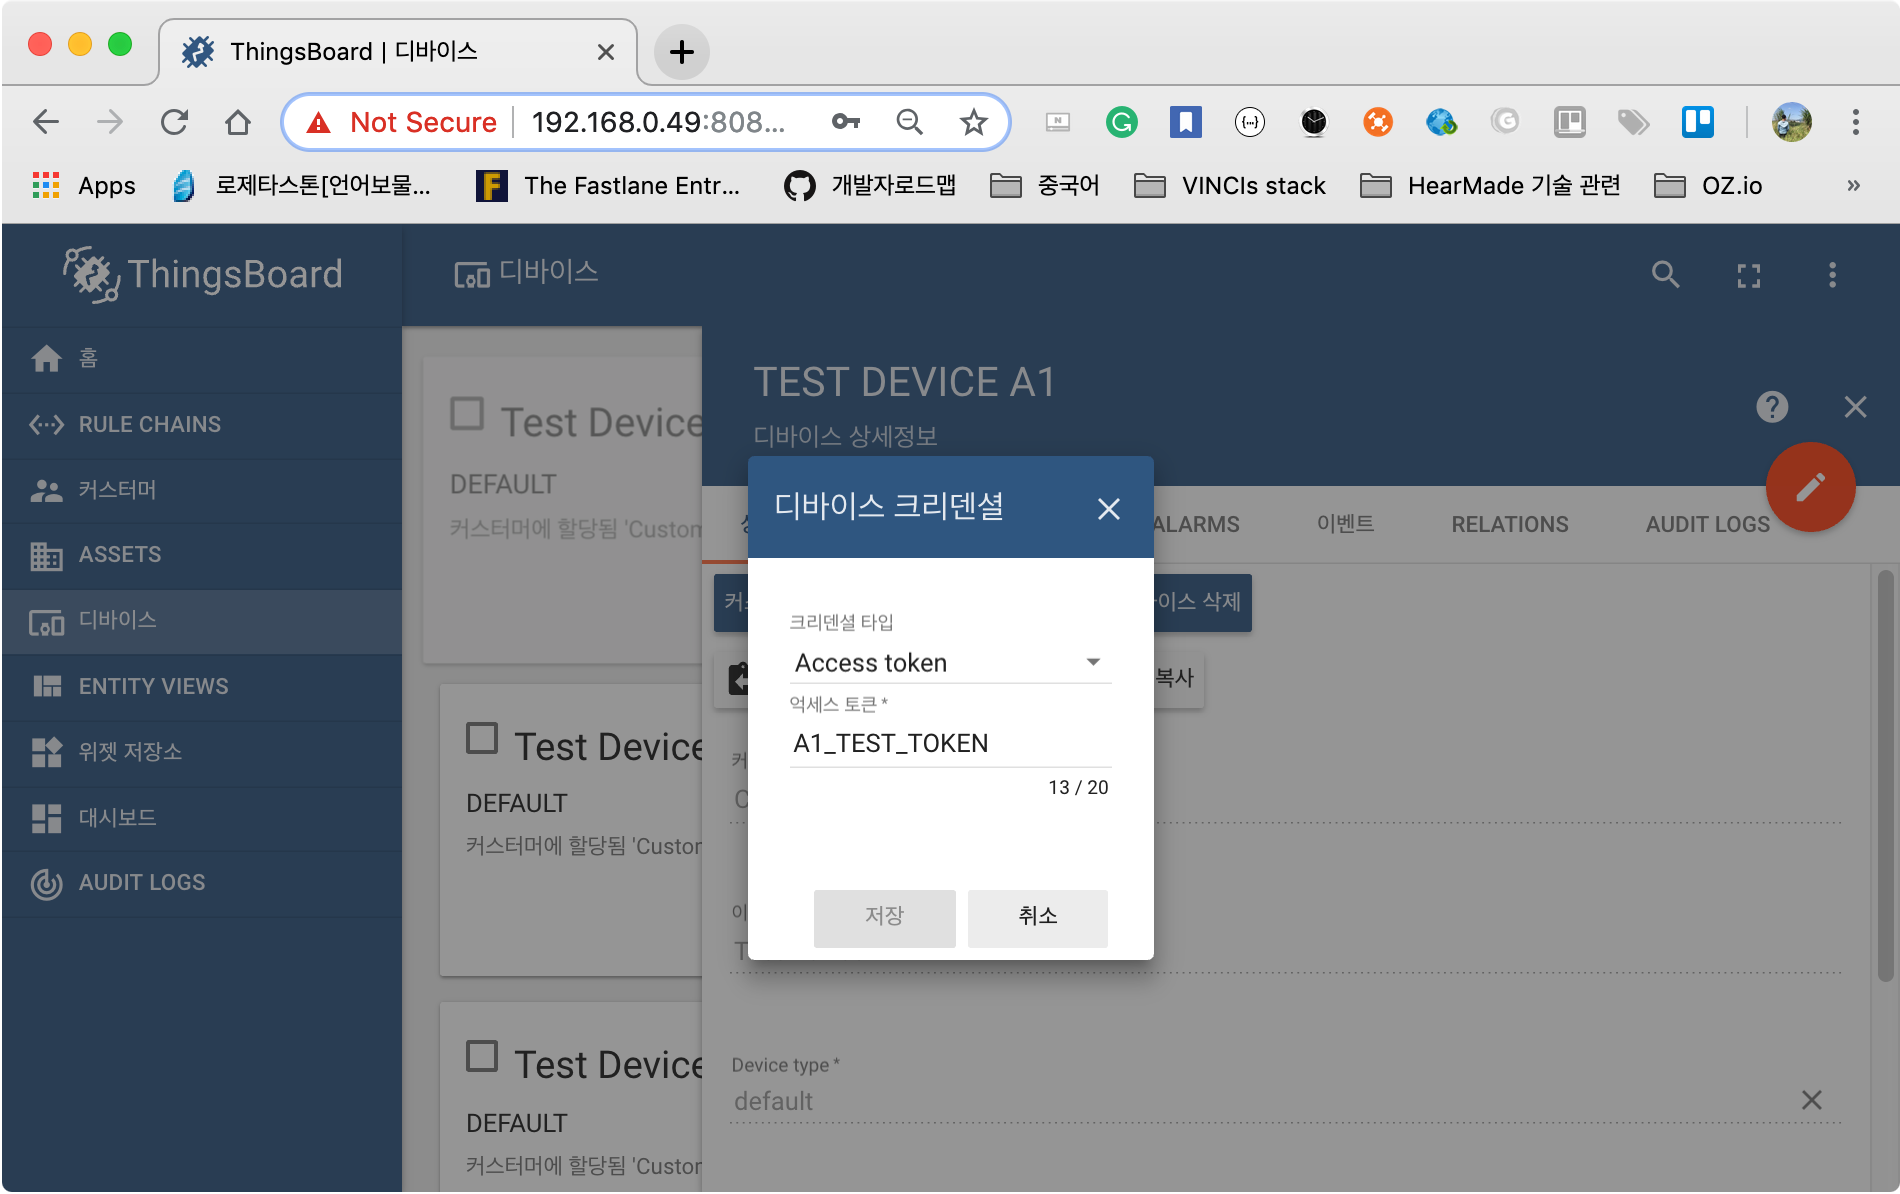 ThingsBoard | 디바이스
Not Secure
192.168.0.49:808...
Apps
로제타스톤[언어보물...
The Fastlane Entr...
개발자로드맵
중국어
VINCIs stack
HearMade 기술 관련
OZ.io
»
ThingsBoard
디바이스
홈
RULE CHAINS
커스터머
ASSETS
디바이스
ENTITY VIEWS
위젯 저장소
대시보드
AUDIT LOGS
Test Device
DEFAULT
커스터머에 할당됨 'Custom
Test Device
DEFAULT
커스터머에 할당됨 'Custor
Test Device
DEFAULT
커스터머에 할당됨 'Custor
TEST DEVICE A1
디바이스 상세정보
ALARMS
이벤트
RELATIONS
AUDIT LOGS
이스 삭제
복사
디바이스 크리덴셜
크리덴셜 타입
Access token
억세스 토큰 *
A1_TEST_TOKEN
13 / 20
저장
취소
Device type *
default